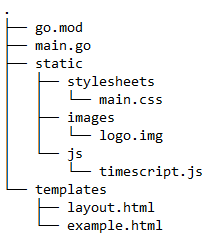 .
├── go.mod
├── main.go
├── static
│   ├── stylesheets
│   │   └── main.css
│   ├── images
│   │   └── logo.img
│   ├── js
│   │   └── timescript.js
└── templates
    ├── layout.html
    └── example.html